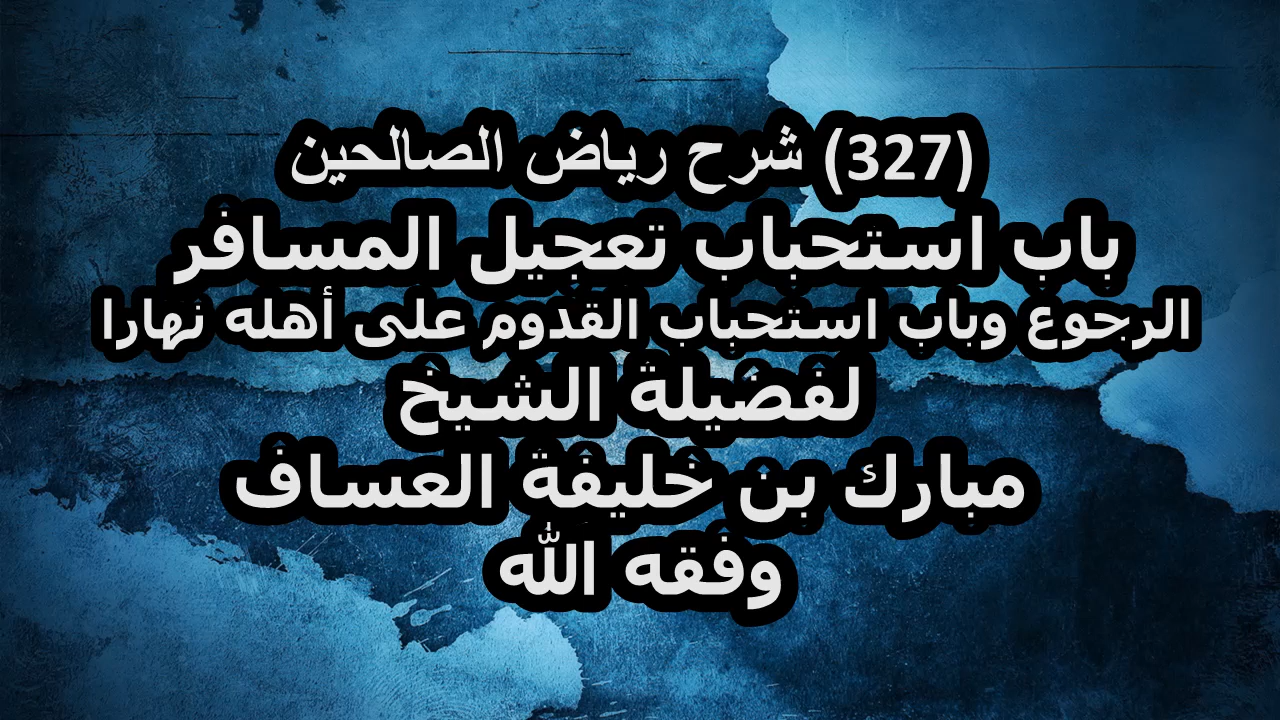 (327) شرح رياض الصالحين
باب استحباب تعجيل المسافر
الرجوع وباب استحباب القدوم على أهله نهارا
لفضيلة الشيخ
مبارك بن خليفة العساف
وفقه الله